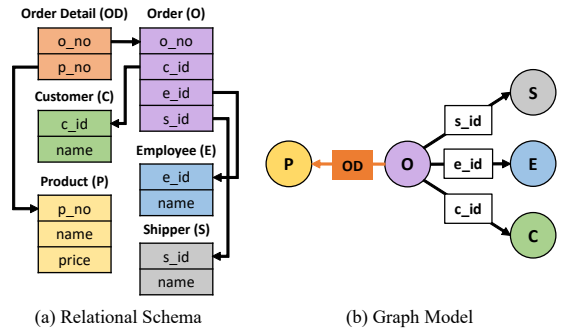 Order Detail (OD)
o_no
p_no
Order (O)
o_no
c_id
e_id
s_id
Customer (C)
c_id
name
Employee (E)
e_id
name
Product (P)
p_no
name
price
Shipper (S)
s_id
name
(a) Relational Schema
P
OD
O
s_id
e_id
c_id
S
E
C
(b) Graph Model